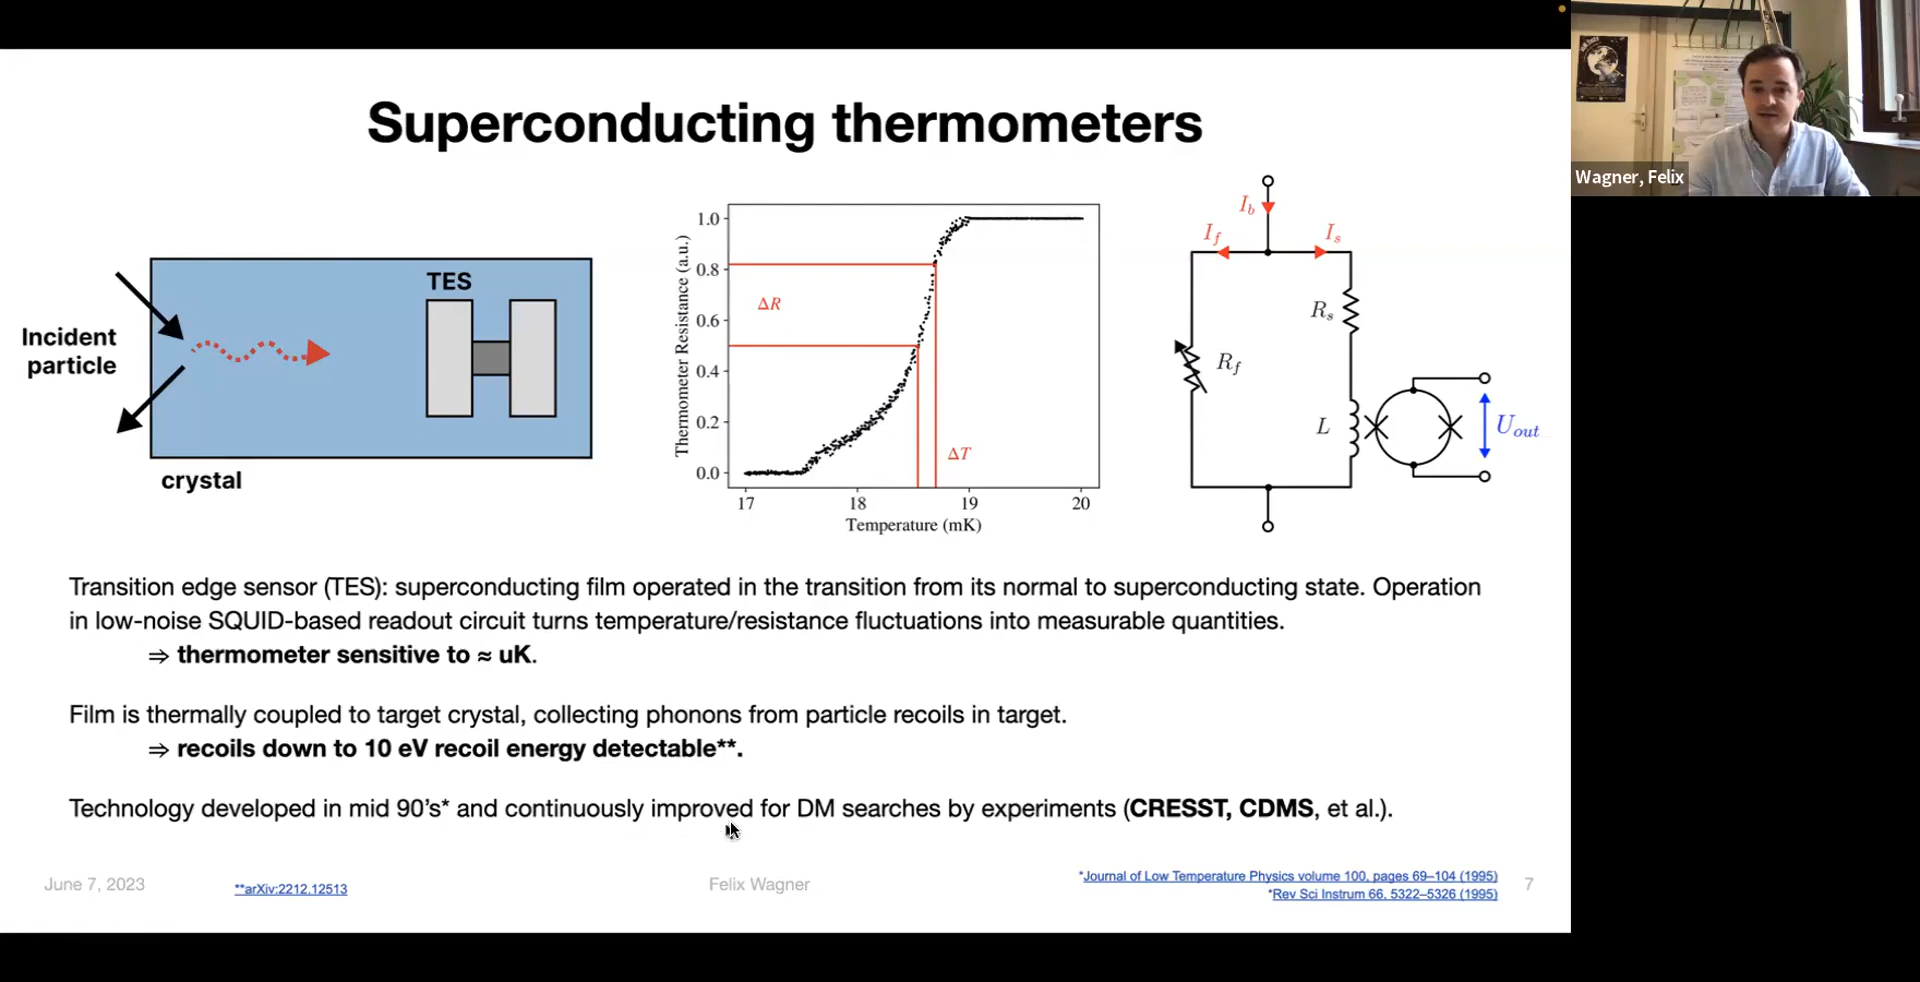 Superconducting thermometers
Wagner, Felix
TES
Incident
particle
crystal
Thermometer Resistance (a.u.)
1.0
0.8
0.6
0.4
0.2
0.0
ΔR
ΔT
17 18 19 20
Temperature (mK)
I_b
I_f I_s
R_s
R_f
L
U_out
Transition edge sensor (TES): superconducting film operated in the transition from its normal to superconducting state. Operation
in low-noise SQUID-based readout circuit turns temperature/resistance fluctuations into measurable quantities.
⇒ thermometer sensitive to ≈ uK.
Film is thermally coupled to target crystal, collecting phonons from particle recoils in target.
⇒ recoils down to 10 eV recoil energy detectable**.
Technology developed in mid 90’s* and continuously improved for DM searches by experiments (CRESST, CDMS, et al.).
June 7, 2023
**arXiv:2212.12513
Felix Wagner
*Journal of Low Temperature Physics volume 100, pages 69–104 (1995)
*Rev Sci Instrum 66, 5322–5326 (1995)
7